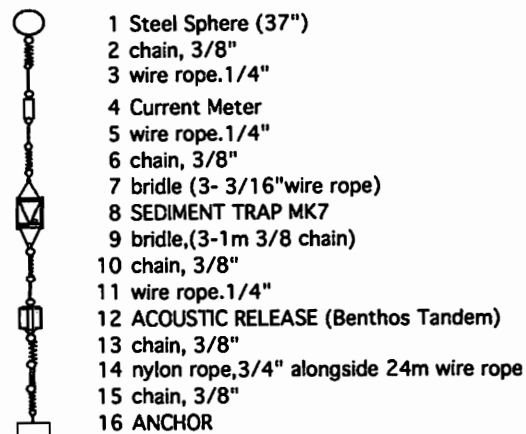 1 Steel Sphere (37")
2 chain, 3/8"
3 wire rope.1/4"
4 Current Meter
5 wire rope.1/4"
6 chain, 3/8"
7 bridle (3- 3/16"wire rope)
8 SEDIMENT TRAP MK7
9 bridle,(3-1m 3/8 chain)
10 chain, 3/8"
11 wire rope.1/4"
12 ACOUSTIC RELEASE (Benthos Tandem)
13 chain, 3/8"
14 nylon rope,3/4" alongside 24m wire rope
15 chain, 3/8"
16 ANCHOR